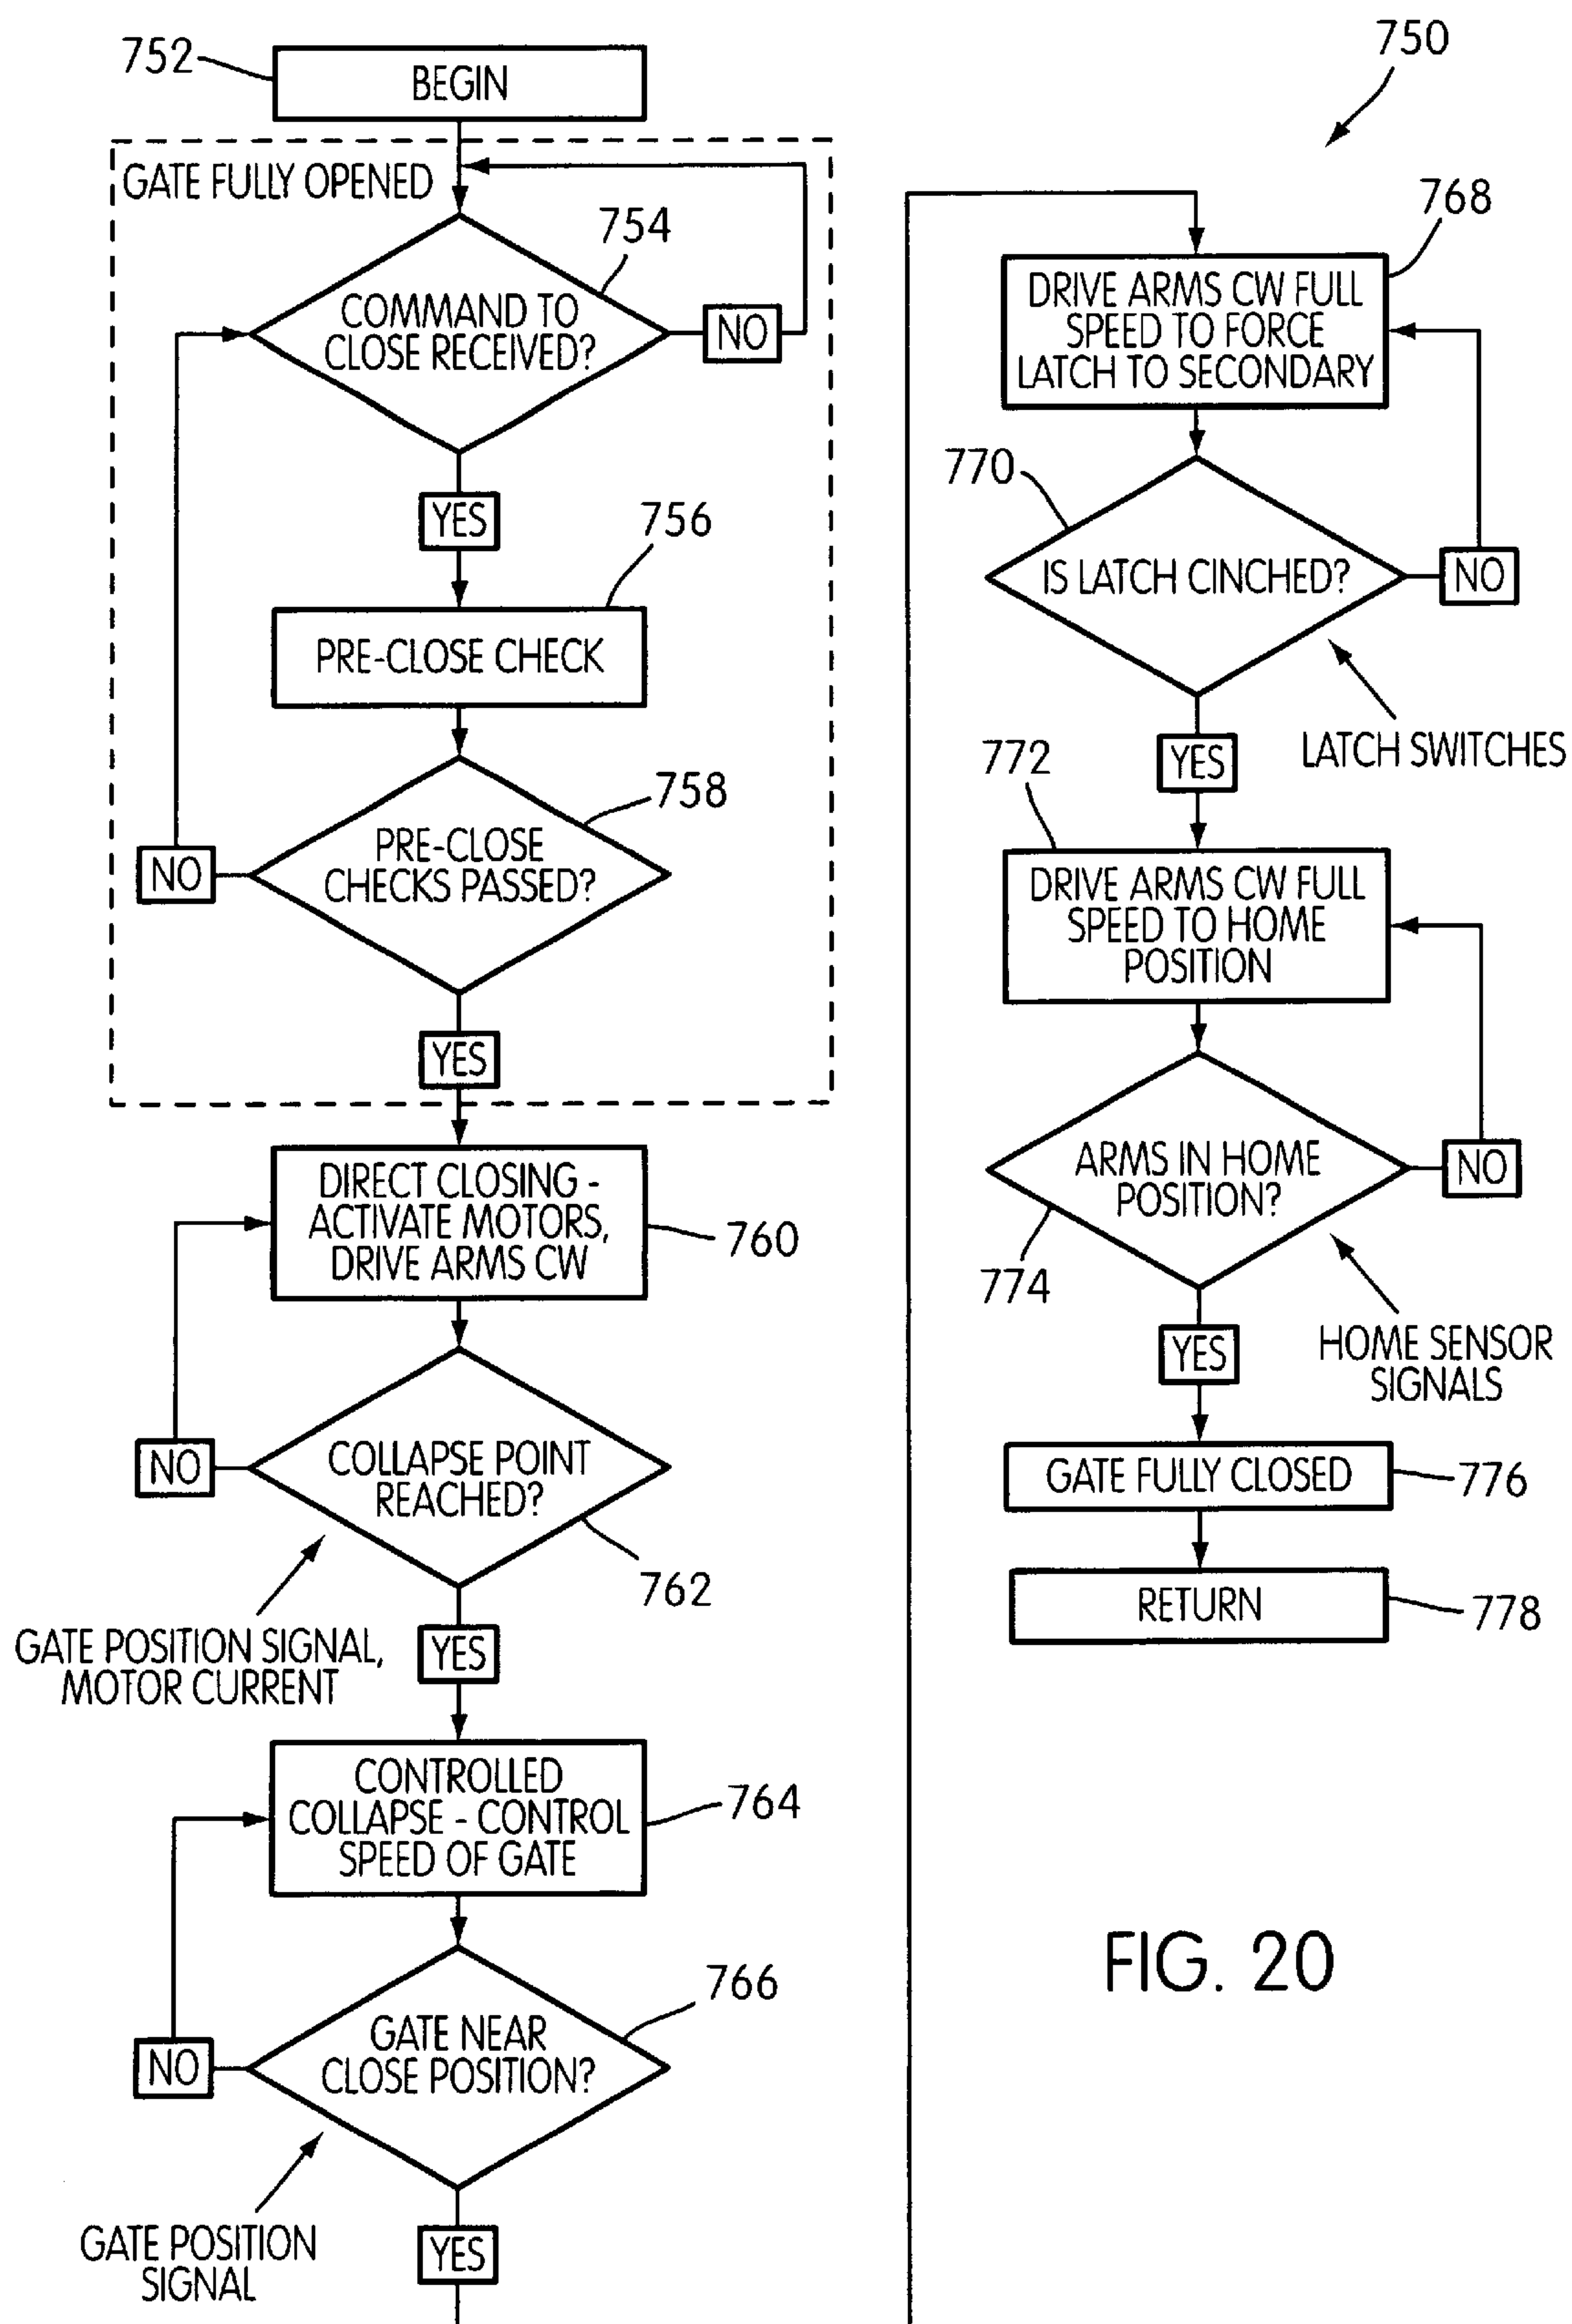 752
BEGIN
GATE FULLY OPENED
754
COMMAND TO
CLOSE RECEIVED?
NO
YES
756
PRE-CLOSE CHECK
758
PRE-CLOSE
CHECKS PASSED?
NO
YES
DIRECT CLOSING -
ACTIVATE MOTORS,
DRIVE ARMS CW
760
COLLAPSE POINT
REACHED?
NO
762
GATE POSITION SIGNAL,
MOTOR CURRENT
YES
CONTROLLED
COLLAPSE - CONTROL
SPEED OF GATE
764
766
GATE NEAR
CLOSE POSITION?
NO
GATE POSITION
SIGNAL
YES
750
768
DRIVE ARMS CW FULL
SPEED TO FORCE
LATCH TO SECONDARY
770
IS LATCH CINCHED?
NO
LATCH SWITCHES
YES
772
DRIVE ARMS CW FULL
SPEED TO HOME
POSITION
ARMS IN HOME
POSITION?
NO
774
HOME SENSOR
SIGNALS
YES
GATE FULLY CLOSED
776
RETURN
778
FIG. 20